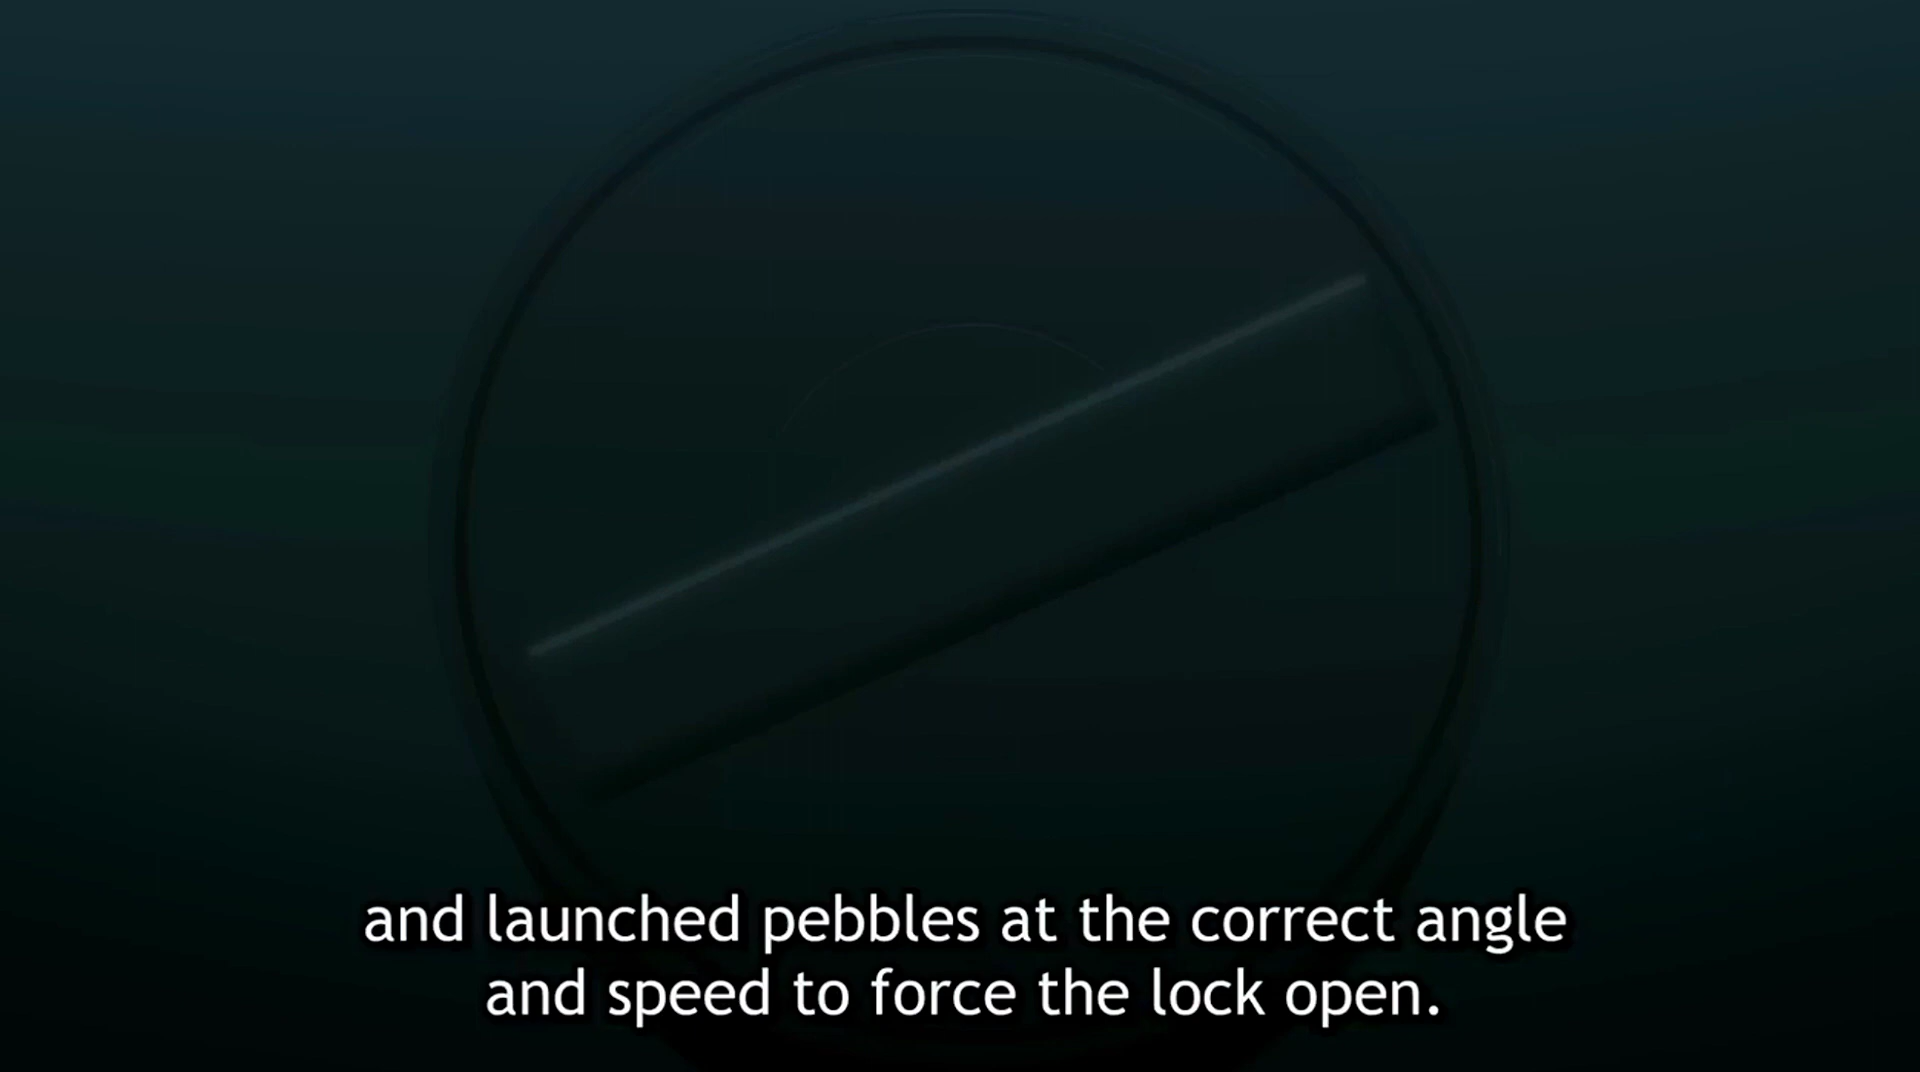 and launched pebbles at the correct angle
and speed to force the lock open.